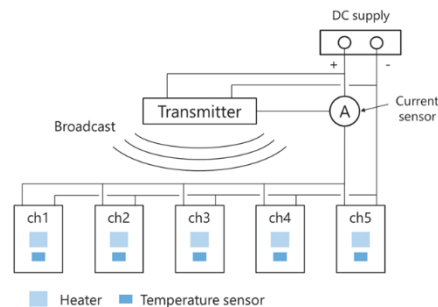 DC supply
+
-
Transmitter
A
Current
sensor
Broadcast
ch1
ch2
ch3
ch4
ch5
Heater
Temperature sensor